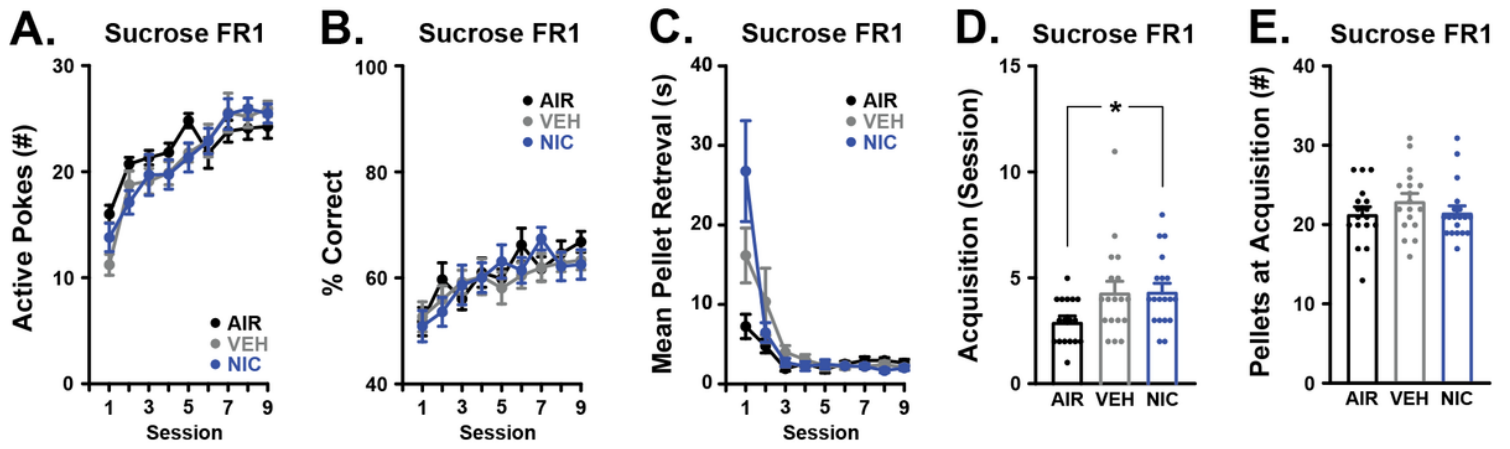 A. Sucrose FR1
Active Pokes (#)
30
20
10
0
AIR
VEH
NIC
1 3 5 7 9
Session
B. Sucrose FR1
% Correct
100
80
60
40
AIR
VEH
NIC
1 3 5 7 9
Session
C. Sucrose FR1
Mean Pellet Retreval (s)
40
30
20
10
0
AIR
VEH
NIC
1 3 5 7 9
Session
D. Sucrose FR1
Acquisition (Session)
15
10
5
0
*
AIR VEH NIC
E. Sucrose FR1
Pellets at Acquisition (#)
40
30
20
10
0
AIR VEH NIC